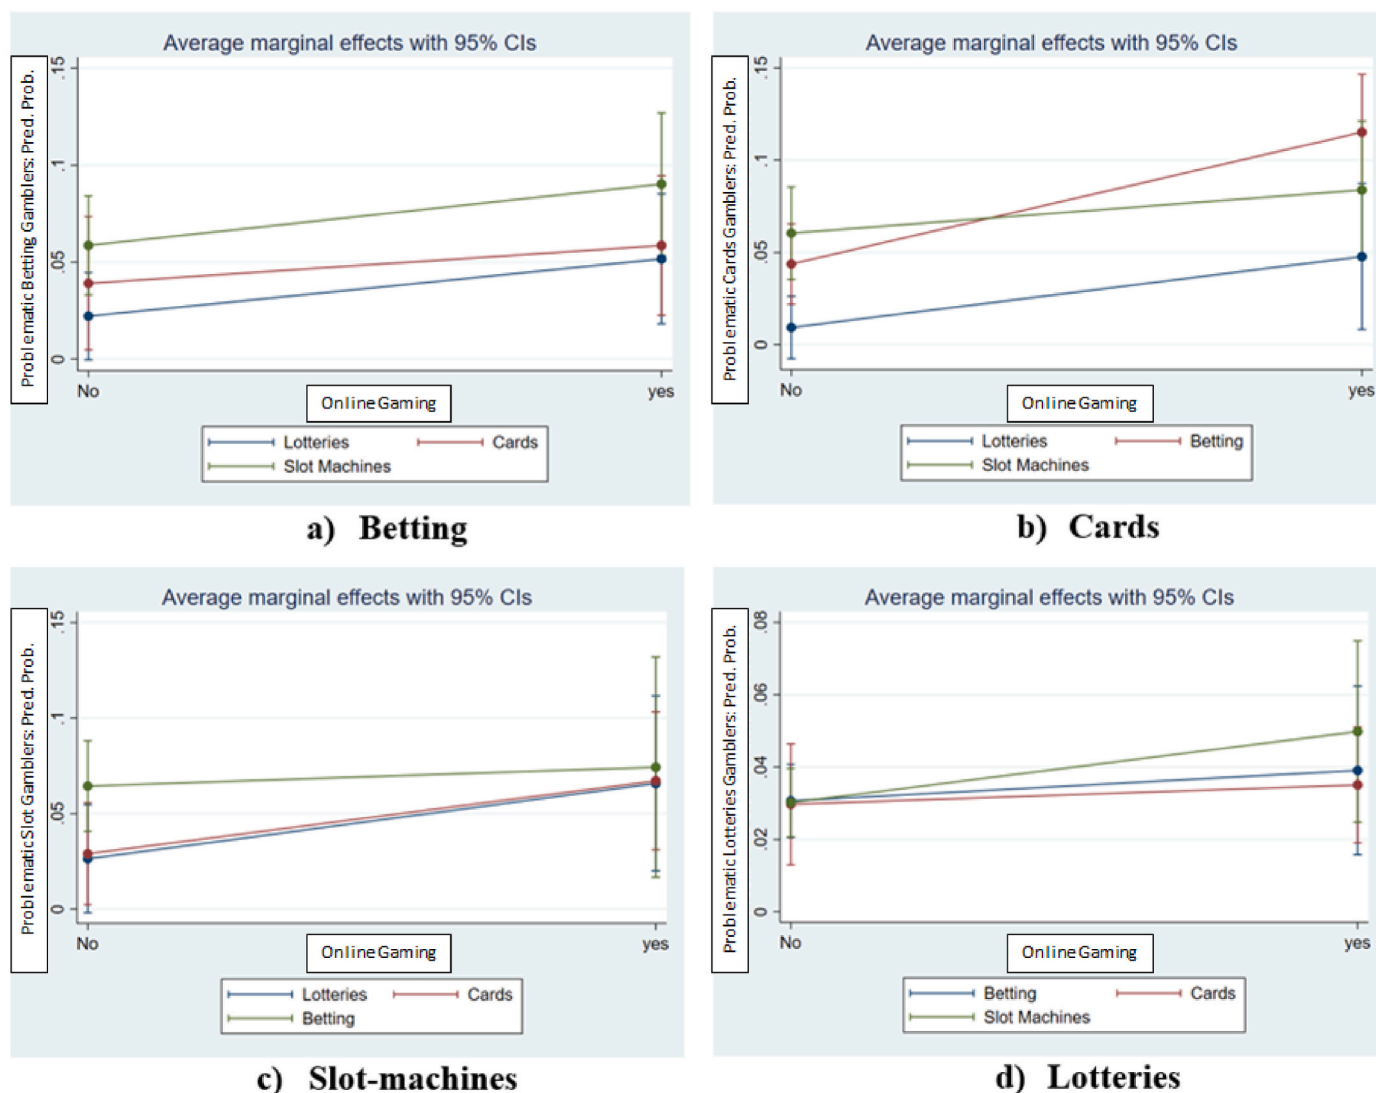 Average marginal effects with 95% CIs
Problematic Betting Gamblers: Pred. Prob.
.15
.1
.05
0
No
yes
Online Gaming
Lotteries
Cards
Slot Machines
a) Betting
Average marginal effects with 95% CIs
Problematic Cards Gamblers: Pred. Prob.
.15
.1
.05
0
No
yes
Online Gaming
Lotteries
Betting
Slot Machines
b) Cards
Average marginal effects with 95% CIs
Problematic Slot Gamblers: Pred. Prob.
.15
.1
.05
0
No
yes
Online Gaming
Lotteries
Cards
Betting
c) Slot-machines
Average marginal effects with 95% CIs
Problematic Lotteries Gamblers: Pred. Prob.
.08
.06
.04
.02
0
No
yes
Online Gaming
Betting
Cards
Slot Machines
d) Lotteries